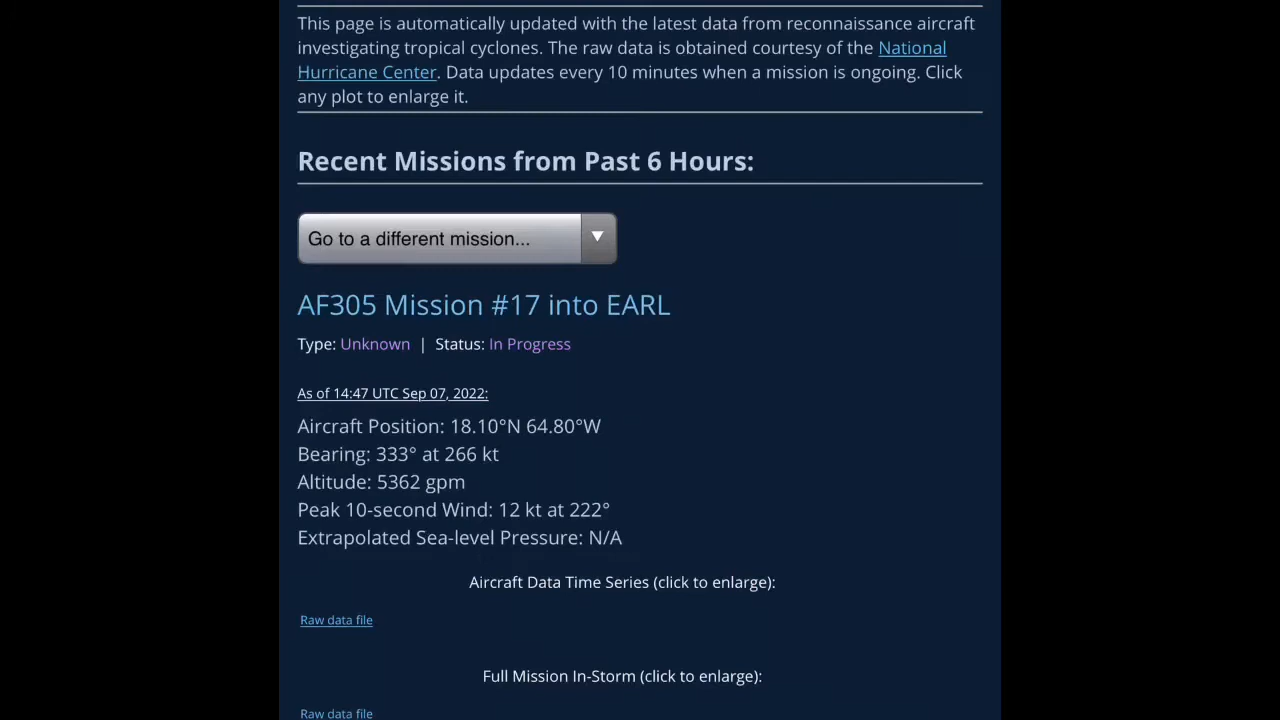 This page is automatically updated with the latest data from reconnaissance aircraft
investigating tropical cyclones. The raw data is obtained courtesy of the National
Hurricane Center. Data updates every 10 minutes when a mission is ongoing. Click
any plot to enlarge it.
Recent Missions from Past 6 Hours:
Go to a different mission...
AF305 Mission #17 into EARL
Type: Unknown | Status: In Progress
As of 14:47 UTC Sep 07, 2022:
Aircraft Position: 18.10°N 64.80°W
Bearing: 333° at 266 kt
Altitude: 5362 gpm
Peak 10-second Wind: 12 kt at 222°
Extrapolated Sea-level Pressure: N/A
Aircraft Data Time Series (click to enlarge):
Raw data file
Full Mission In-Storm (click to enlarge):
Raw data file